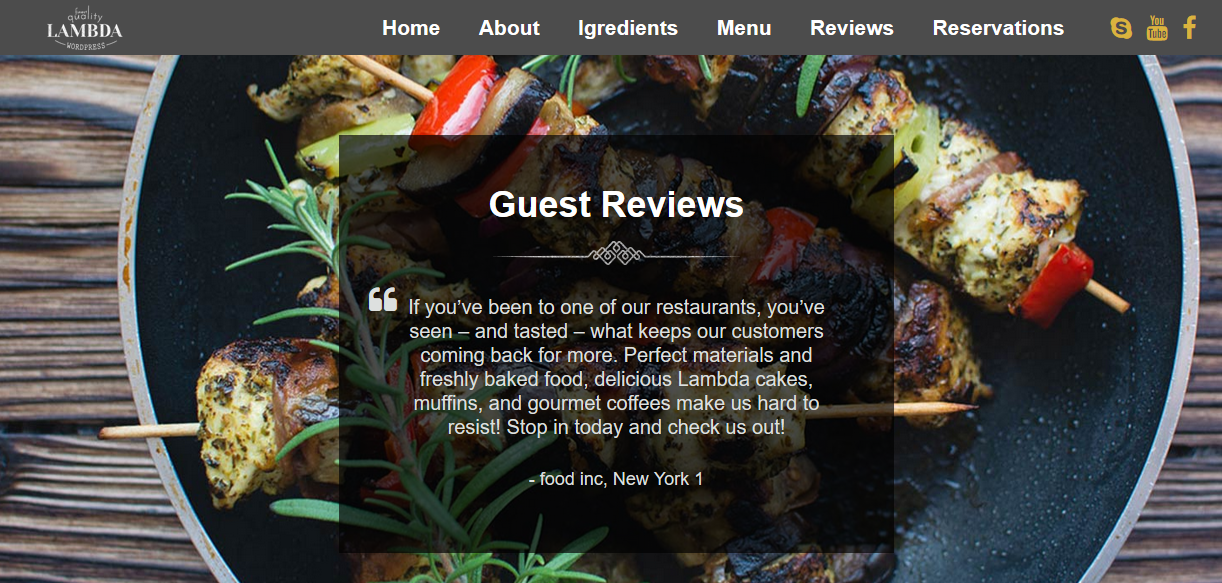 finest
quality
LAMBDA
WORDPRESS
Home About Igredients Menu Reviews Reservations
You
Tube
Guest Reviews
“ If you’ve been to one of our restaurants, you’ve
seen – and tasted – what keeps our customers
coming back for more. Perfect materials and
freshly baked food, delicious Lambda cakes,
muffins, and gourmet coffees make us hard to
resist! Stop in today and check us out!
- food inc, New York 1